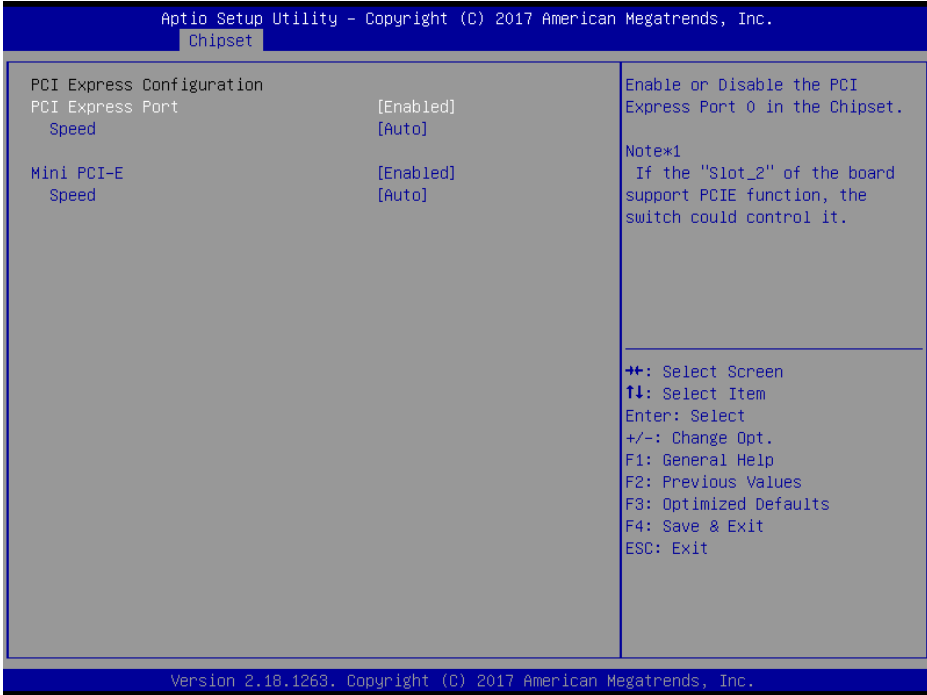 Aptio Setup Utility – Copyright (C) 2017 American Megatrends, Inc.
Chipset
PCI Express Configuration
PCI Express Port [Enabled]
Speed [Auto]
Mini PCI-E [Enabled]
Speed [Auto]
Enable or Disable the PCI
Express Port 0 in the Chipset.
Note*1
If the "Slot_2" of the board
support PCIE function, the
switch could control it.
→←: Select Screen
↑↓: Select Item
Enter: Select
+/-: Change Opt.
F1: General Help
F2: Previous Values
F3: Optimized Defaults
F4: Save & Exit
ESC: Exit
Version 2.18.1263. Copyright (C) 2017 American Megatrends, Inc.